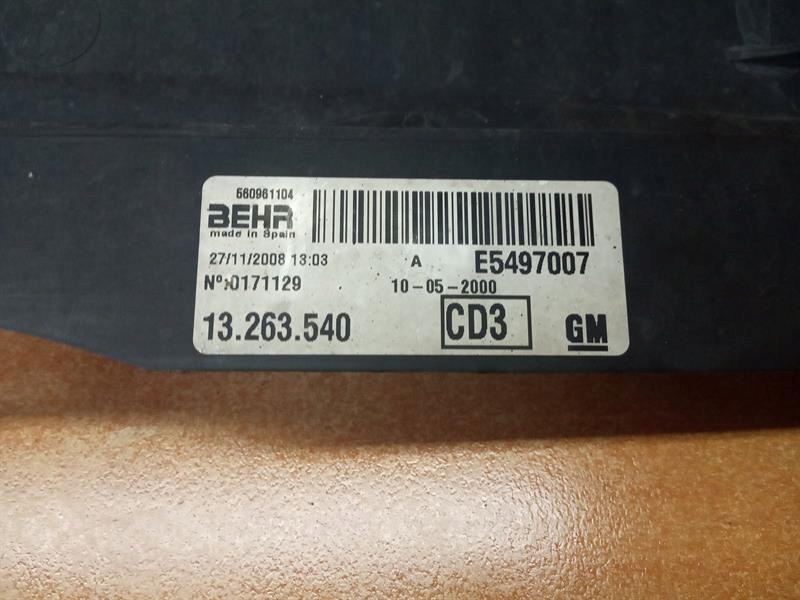 560961104
BEHR
made in Spain
27/11/2008 13:03 A E5497007
Nº:0171129 10-05-2000
13.263.540 CD3 GM